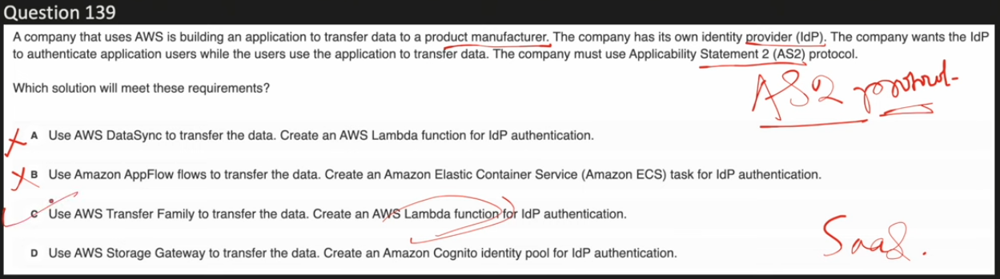 Question 139
A company that uses AWS is building an application to transfer data to a product manufacturer. The company has its own identity provider (IdP). The company wants the IdP
to authenticate application users while the users use the application to transfer data. The company must use Applicability Statement 2 (AS2) protocol.
Which solution will meet these requirements?
AS2 protocol-
A Use AWS DataSync to transfer the data. Create an AWS Lambda function for IdP authentication.
B Use Amazon AppFlow flows to transfer the data. Create an Amazon Elastic Container Service (Amazon ECS) task for IdP authentication.
C Use AWS Transfer Family to transfer the data. Create an AWS Lambda function for IdP authentication.
SaaS.
D Use AWS Storage Gateway to transfer the data. Create an Amazon Cognito identity pool for IdP authentication.